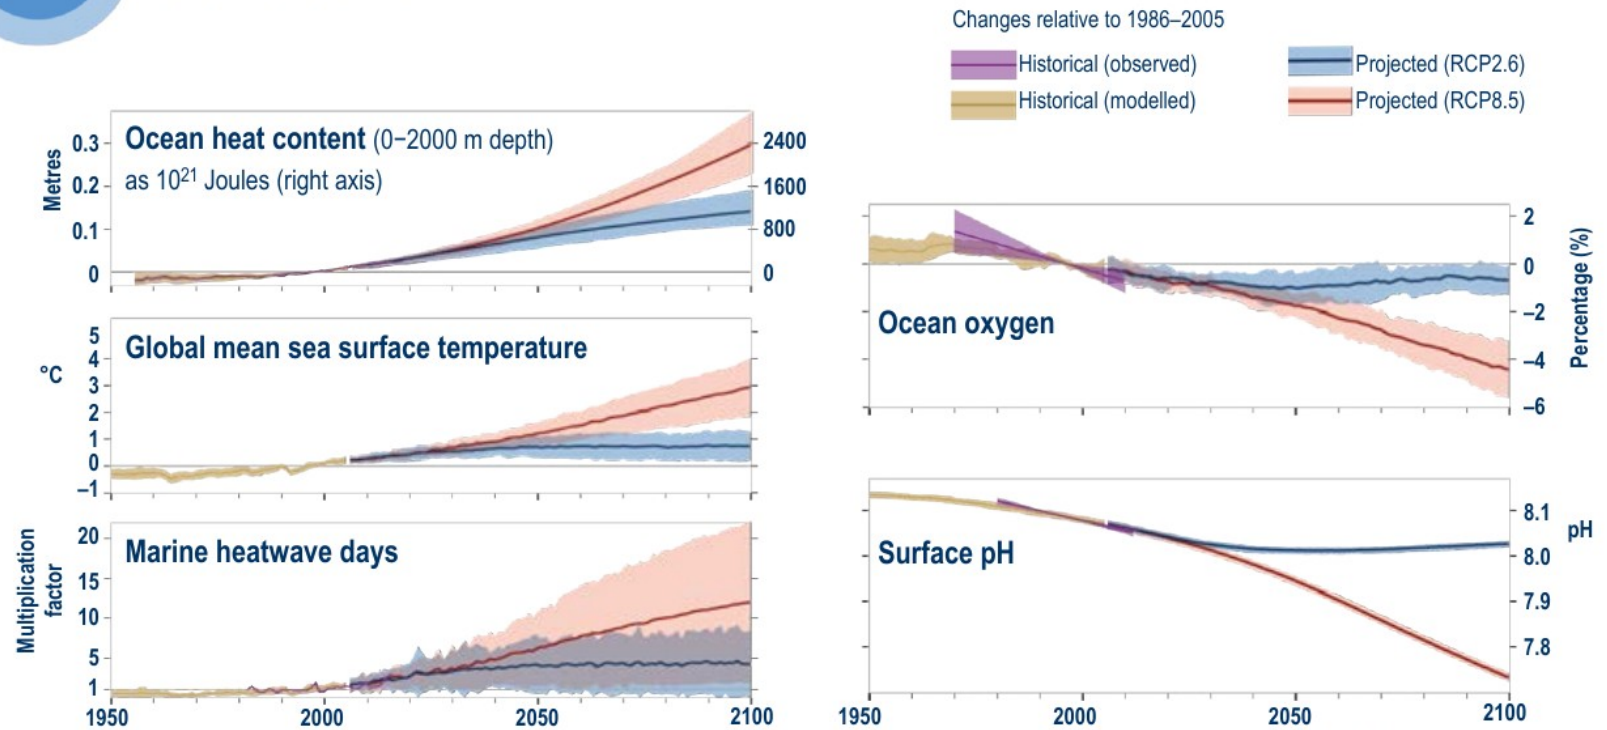 Changes relative to 1986–2005
Historical (observed)
Projected (RCP2.6)
Historical (modelled)
Projected (RCP8.5)
Ocean heat content (0−2000 m depth)
as 10²¹ Joules (right axis)
Metres
0.3
0.2
0.1
0
2400
1600
800
0
Global mean sea surface temperature
°C
5
4
3
2
1
0
−1
Marine heatwave days
Multiplication
factor
20
15
10
5
1
1950
2000
2050
2100
Ocean oxygen
2
0
−2
−4
−6
Percentage (%)
Surface pH
8.1
8.0
7.9
7.8
pH
1950
2000
2050
2100